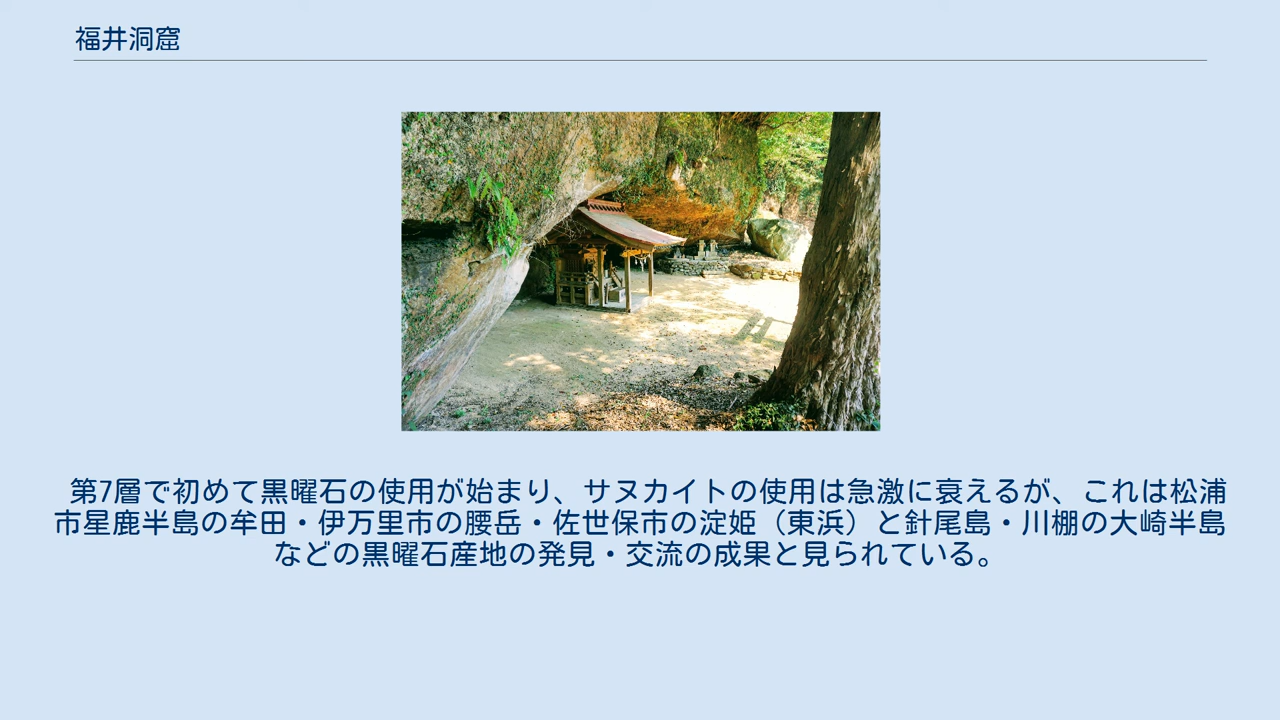 福井洞窟
第7層で初めて黒曜石の使用が始まり、サヌカイトの使用は急激に衰えるが、これは松浦
市星鹿半島の牟田・伊万里市の腰岳・佐世保市の淀姫（東浜）と針尾島・川棚の大崎半島
などの黒曜石産地の発見・交流の成果と見られている。